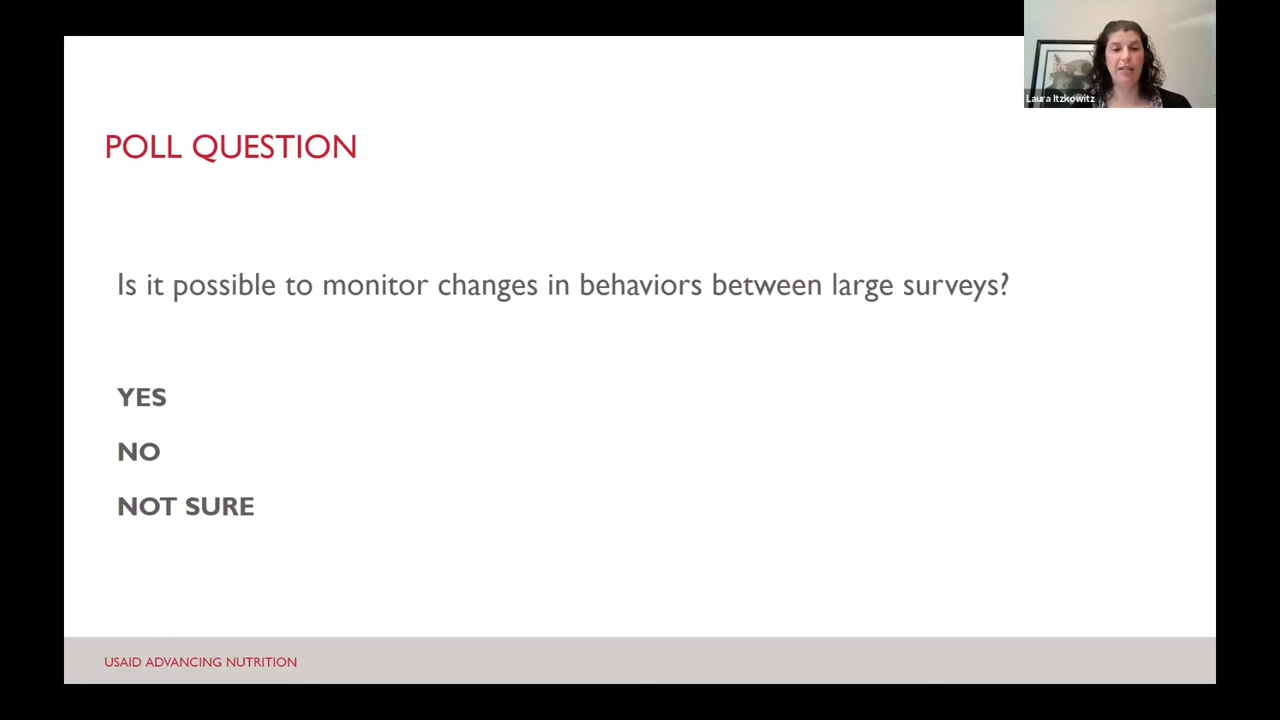 Laura Itzkowitz
POLL QUESTION
Is it possible to monitor changes in behaviors between large surveys?
YES
NO
NOT SURE
USAID ADVANCING NUTRITION